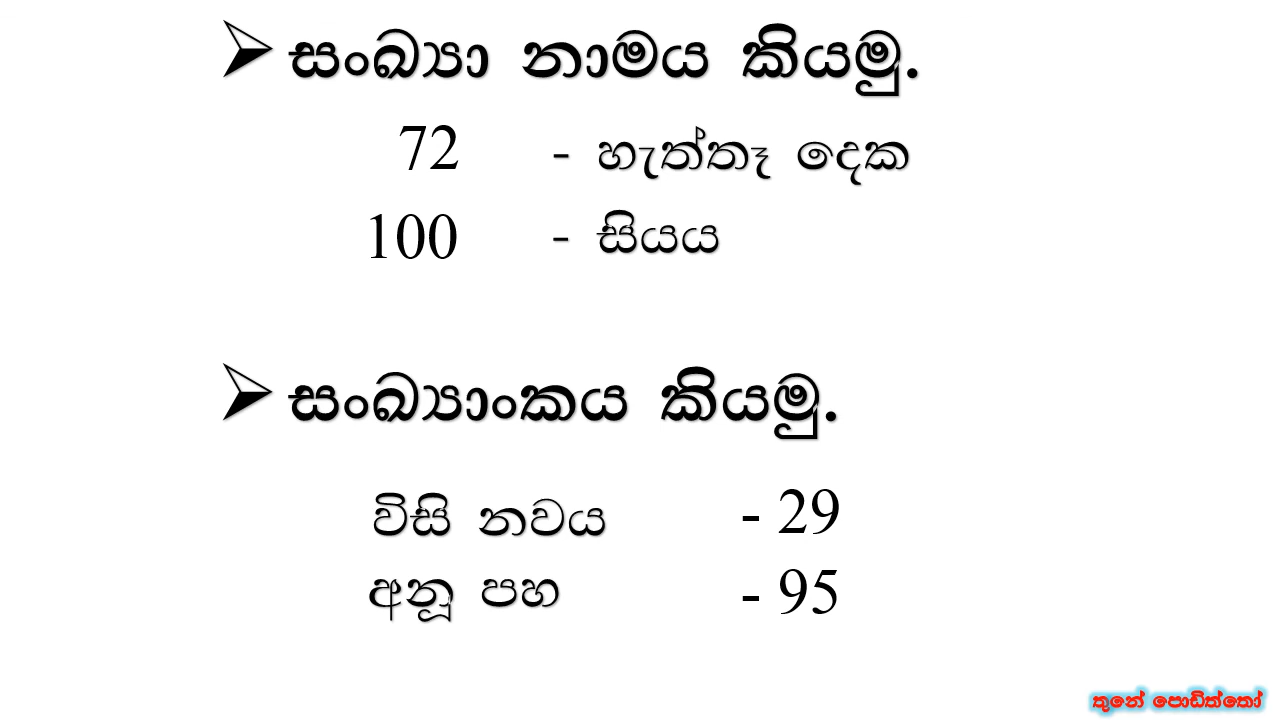 ➢ සංඛ්‍යා නාමය කියමු.
72 - හැත්තෑ දෙක
100 - සියය
➢ සංඛ්‍යාංකය කියමු.
විසි නවය - 29
අනූ පහ - 95
තුනේ පොඩිත්තෝ